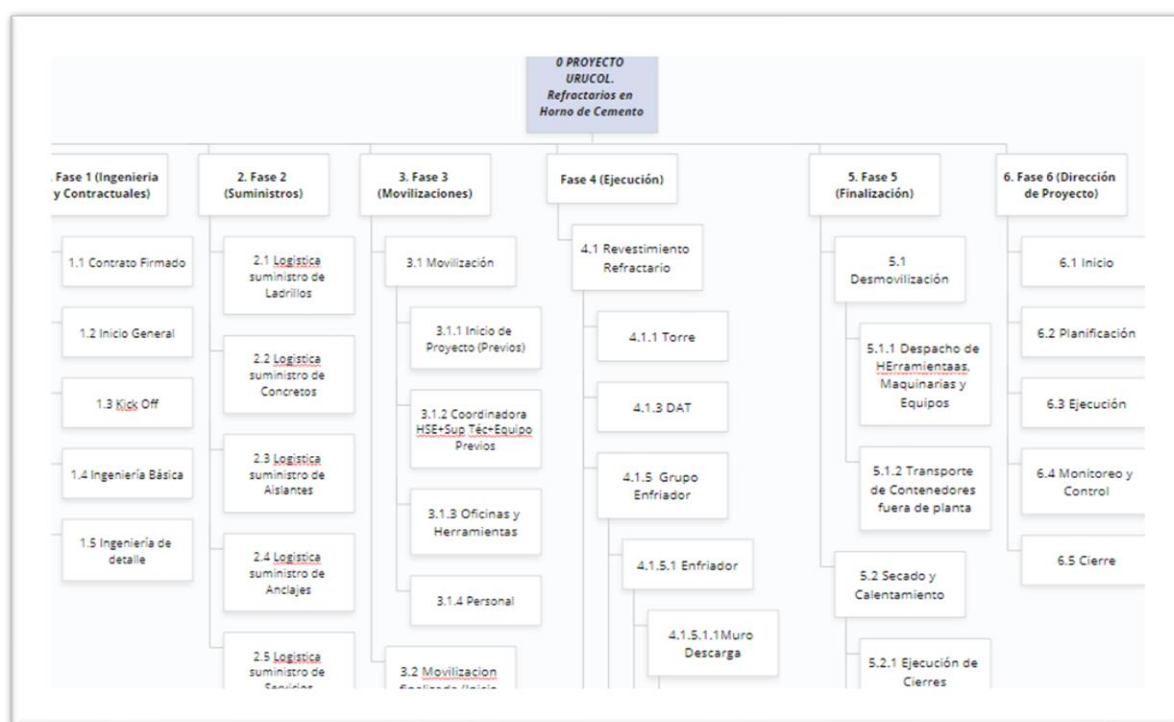 0 PROYECTO
URUCOL.
Refractarios en
Horno de Cemento
. Fase 1 (Ingenieria
y Contractuales)
1.1 Contrato Firmado
1.2 Inicio General
1.3 Kick Off
1.4 Ingeniería Básica
1.5 Ingeniería de
detalle
2. Fase 2
(Suministros)
2.1 Logistica
suministro de
Ladrillos
2.2 Logistica
suministro de
Concretos
2.3 Logistica
suministro de
Aislantes
2.4 Logistica
suministro de
Anclajes
2.5 Logistica
suministro de
Servicios
3. Fase 3
(Movilizaciones)
3.1 Movilización
3.1.1 Inicio de
Proyecto (Previos)
3.1.2 Coordinadora
HSE+Sup Téc+Equipo
Previos
3.1.3 Oficinas y
Herramientas
3.1.4 Personal
3.2 Movilizacion
finalizada (Inicio
Fase 4 (Ejecución)
4.1 Revestimiento
Refractario
4.1.1 Torre
4.1.3 DAT
4.1.5 Grupo
Enfriador
4.1.5.1 Enfriador
4.1.5.1.1Muro
Descarga
5. Fase 5
(Finalización)
5.1
Desmovilización
5.1.1 Despacho de
HErramientaas,
Maquinarias y
Equipos
5.1.2 Transporte
de Contenedores
fuera de planta
5.2 Secado y
Calentamiento
5.2.1 Ejecución de
Cierres
6. Fase 6 (Dirección
de Proyecto)
6.1 Inicio
6.2 Planificación
6.3 Ejecución
6.4 Monitoreo y
Control
6.5 Cierre